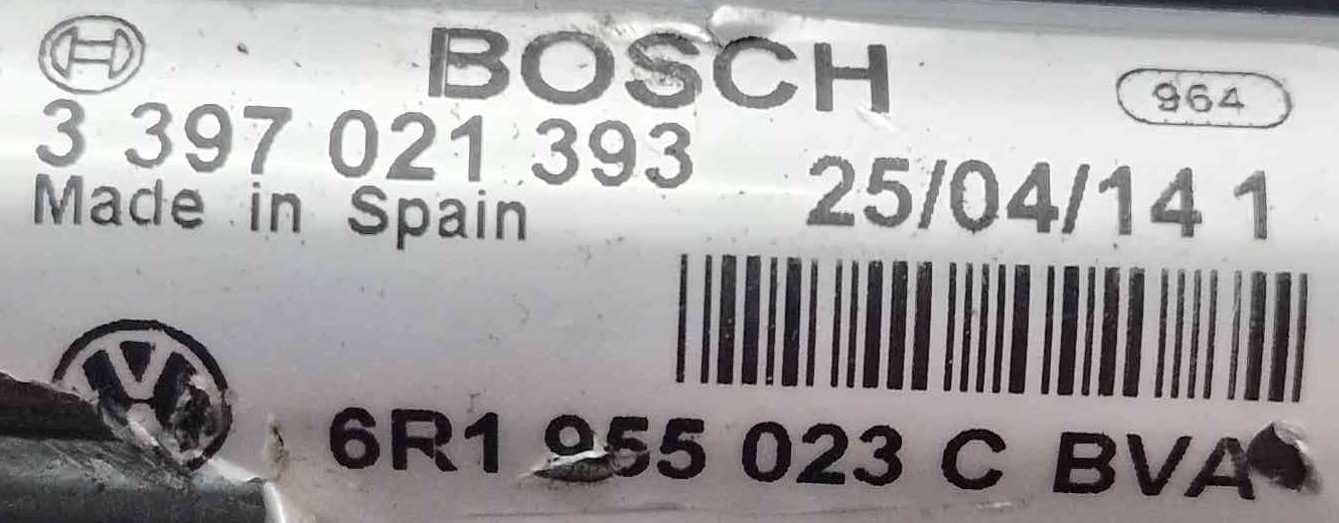 BOSCH
964
3 397 021 393
Made in Spain
25/04/14 1
6R1 955 023 C BVA